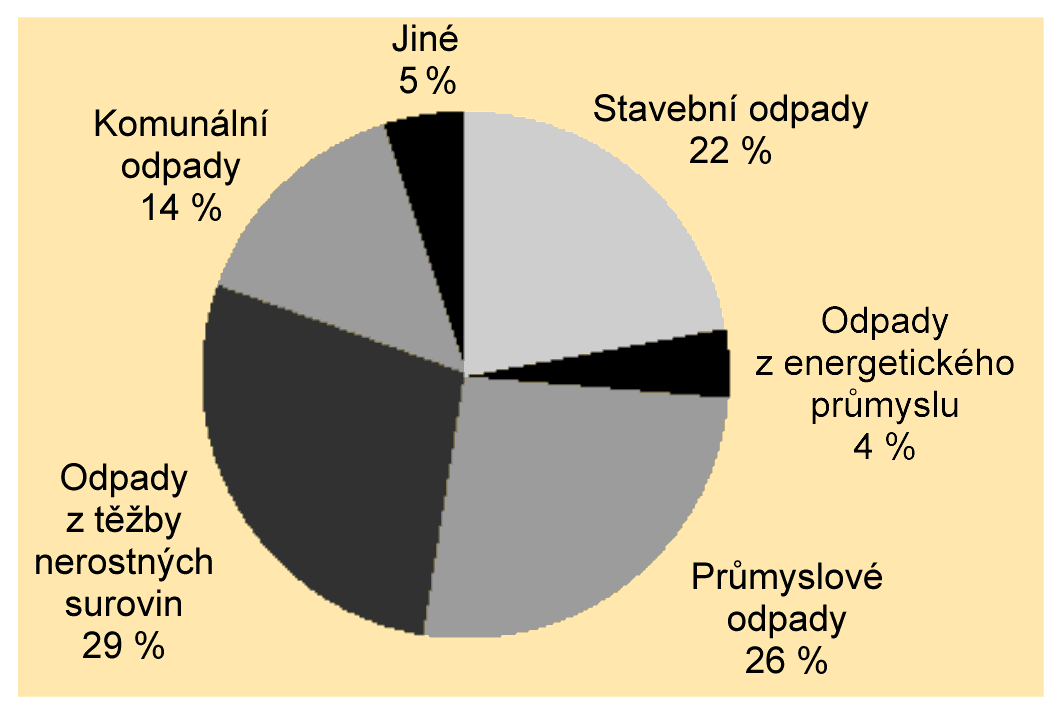 Jiné
5 %
Stavební odpady
22 %
Komunální
odpady
14 %
Odpady
z energetického
průmyslu
4 %
Odpady
z těžby
nerostných
surovin
29 %
Průmyslové
odpady
26 %